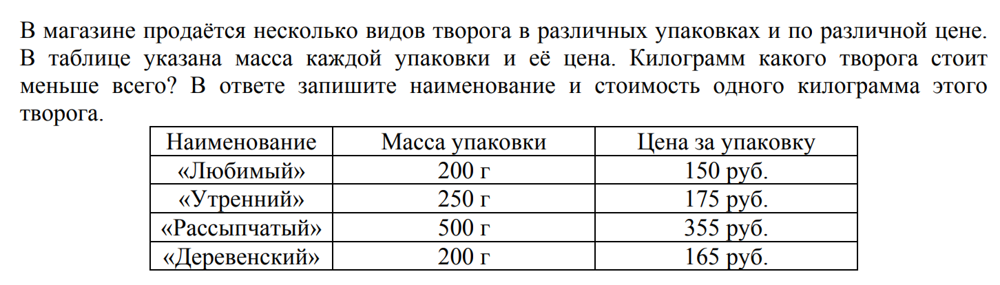 В магазине продаётся несколько видов творога в различных упаковках и по различной цене.
В таблице указана масса каждой упаковки и её цена. Килограмм какого творога стоит
меньше всего? В ответе запишите наименование и стоимость одного килограмма этого
творога.
Наименование Масса упаковки Цена за упаковку
«Любимый» 200 г 150 руб.
«Утренний» 250 г 175 руб.
«Рассыпчатый» 500 г 355 руб.
«Деревенский» 200 г 165 руб.